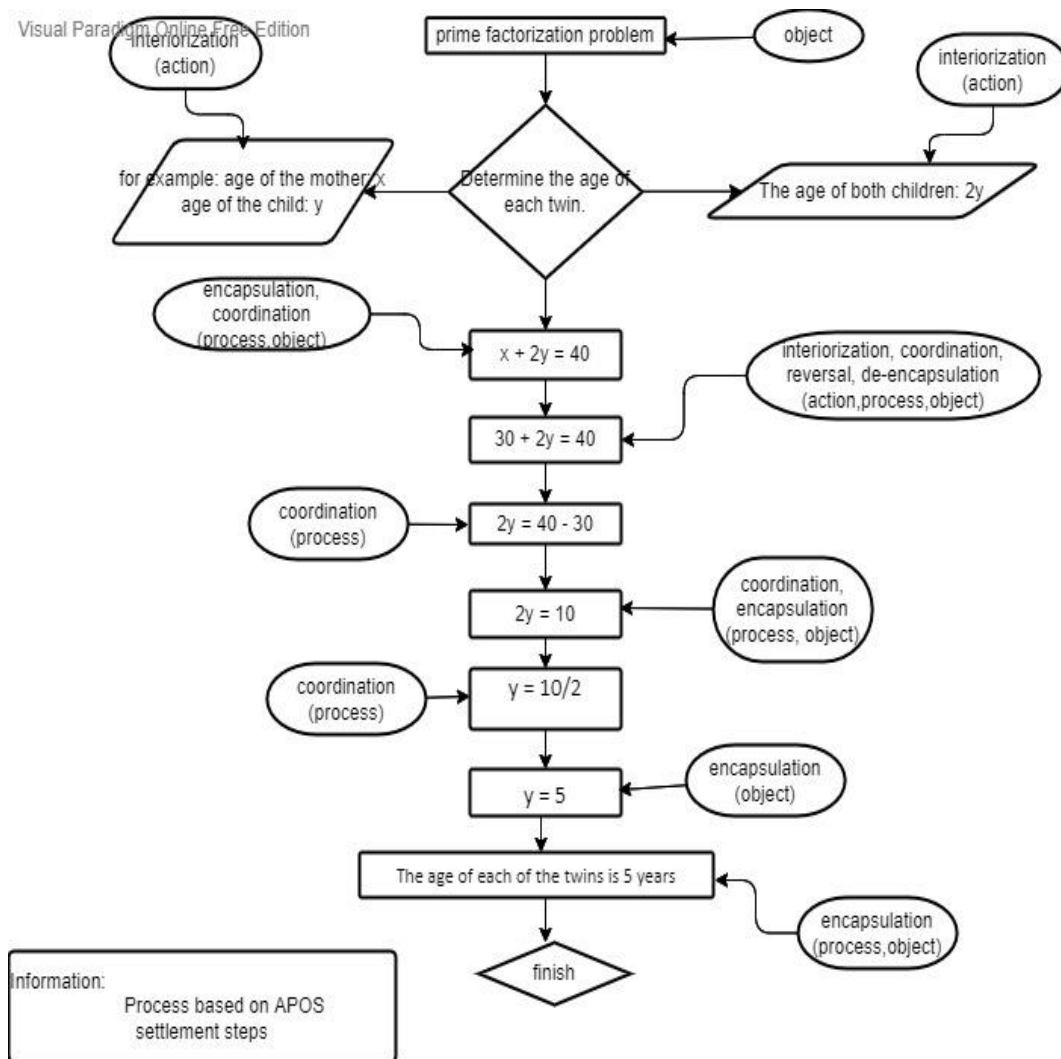 Visual Paradigm Online Free Edition
interiorization
(action)
prime factorization problem
object
interiorization
(action)
for example: age of the mother: x
age of the child: y
Determine the age of
each twin.
The age of both children: 2y
encapsulation,
coordination
(process,object)
x + 2y = 40
interiorization, coordination,
reversal, de-encapsulation
(action,process,object)
30 + 2y = 40
coordination
(process)
2y = 40 - 30
2y = 10
coordination,
encapsulation
(process, object)
coordination
(process)
y = 10/2
y = 5
encapsulation
(object)
The age of each of the twins is 5 years
encapsulation
(process,object)
finish
Information:
Process based on APOS
settlement steps